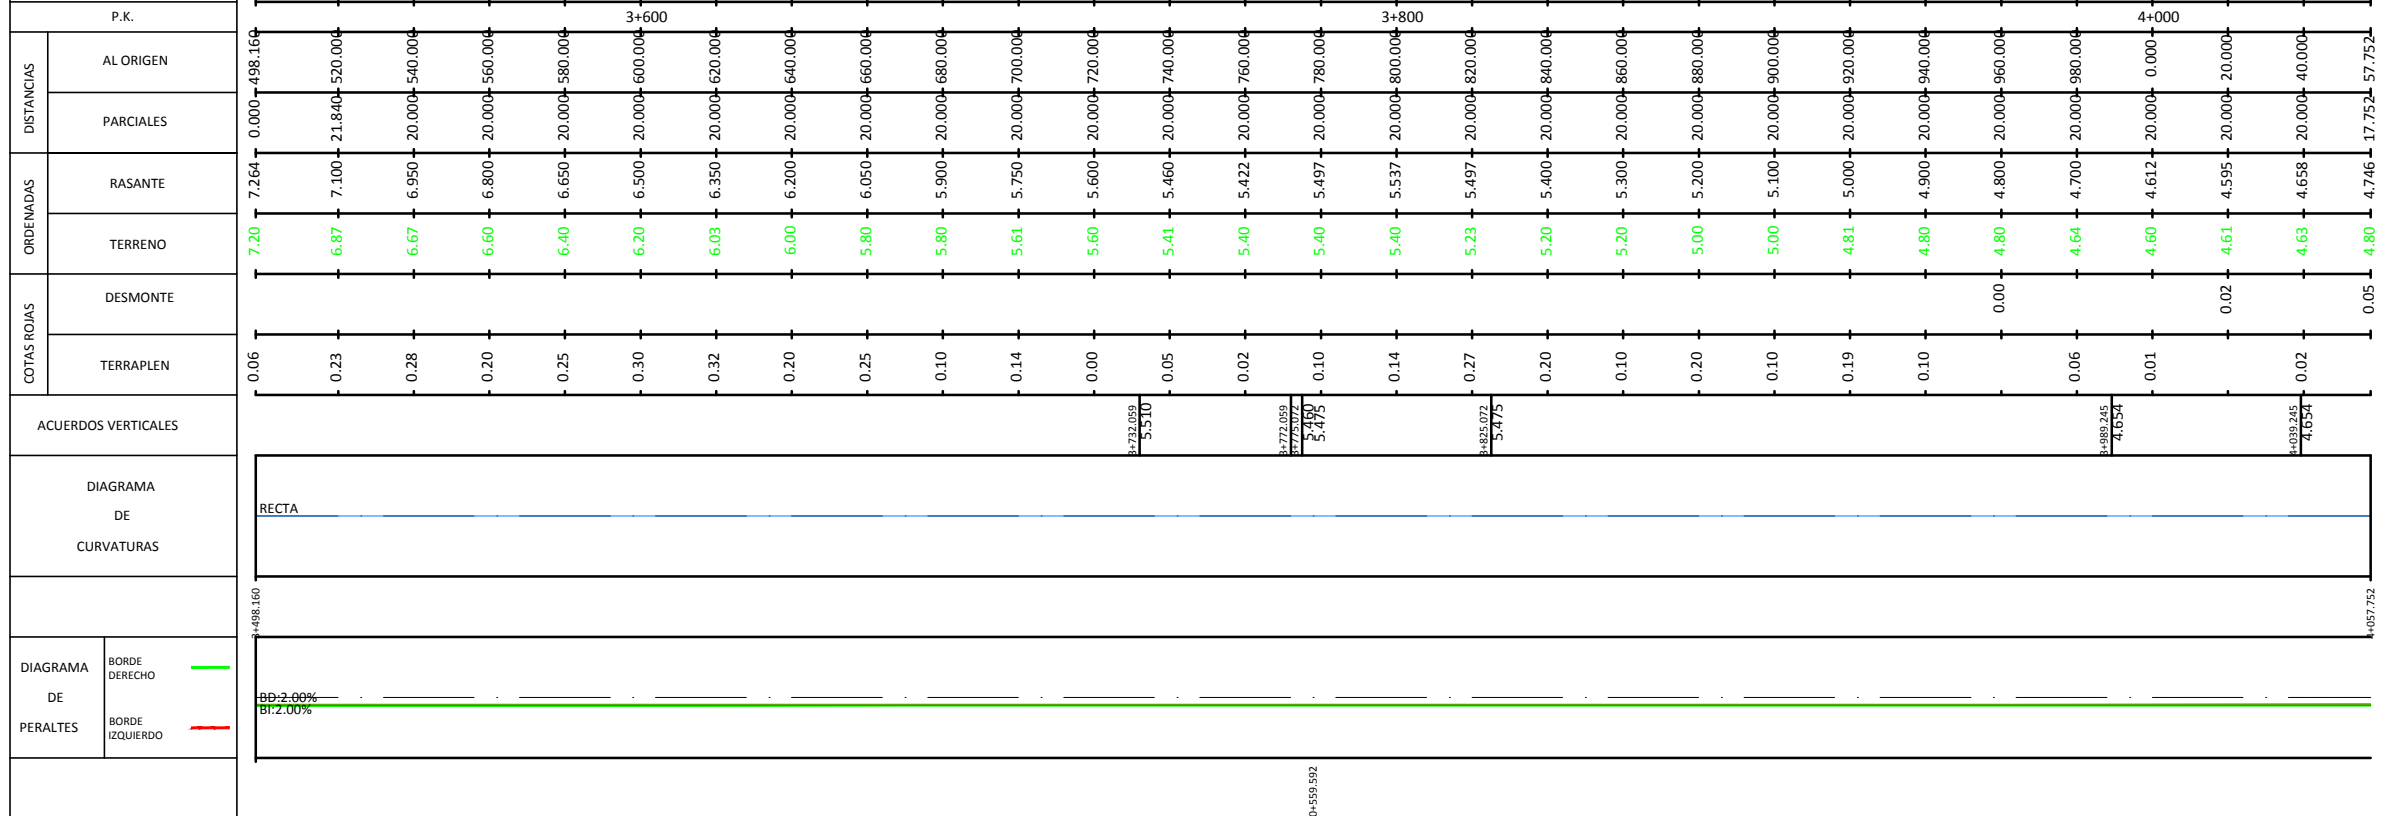 P.K. 3+600 3+800 4+000
DISTANCIAS
AL ORIGEN 498.160 520.000 540.000 560.000 580.000 600.000 620.000 640.000 660.000 680.000 700.000 720.000 740.000 760.000 780.000 800.000 820.000 840.000 860.000 880.000 900.000 920.000 940.000 960.000 980.000 0.000 20.000 40.000 57.752
PARCIALES 0.000 21.840 20.000 20.000 20.000 20.000 20.000 20.000 20.000 20.000 20.000 20.000 20.000 20.000 20.000 20.000 20.000 20.000 20.000 20.000 20.000 20.000 20.000 20.000 20.000 20.000 20.000 20.000 17.752
ORDENADAS
RASANTE 7.264 7.100 6.950 6.800 6.650 6.500 6.350 6.200 6.050 5.900 5.750 5.600 5.460 5.422 5.497 5.537 5.497 5.400 5.300 5.200 5.100 5.000 4.900 4.800 4.700 4.612 4.595 4.658 4.746
TERRENO 7.20 6.87 6.67 6.60 6.40 6.20 6.03 6.00 5.80 5.80 5.61 5.60 5.41 5.40 5.40 5.40 5.23 5.20 5.20 5.00 5.00 4.81 4.80 4.80 4.64 4.60 4.61 4.63 4.80
COTAS ROJAS
DESMONTE 0.00 0.02 0.05
TERRAPLEN 0.06 0.23 0.28 0.20 0.25 0.30 0.32 0.20 0.25 0.10 0.14 0.00 0.05 0.02 0.10 0.14 0.27 0.20 0.10 0.20 0.10 0.19 0.10 0.06 0.01 0.02
ACUERDOS VERTICALES
3+732.059
5.510
3+772.059
5.460
3+775.072
5.475
3+825.072
5.475
3+989.245
4.654
4+039.245
4.654
DIAGRAMA
DE
CURVATURAS
RECTA
3+498.160
4+057.752
DIAGRAMA
DE
PERALTES
BORDE
DERECHO
BORDE
IZQUIERDO
BD:2.00%
BI:2.00%
0+559.592